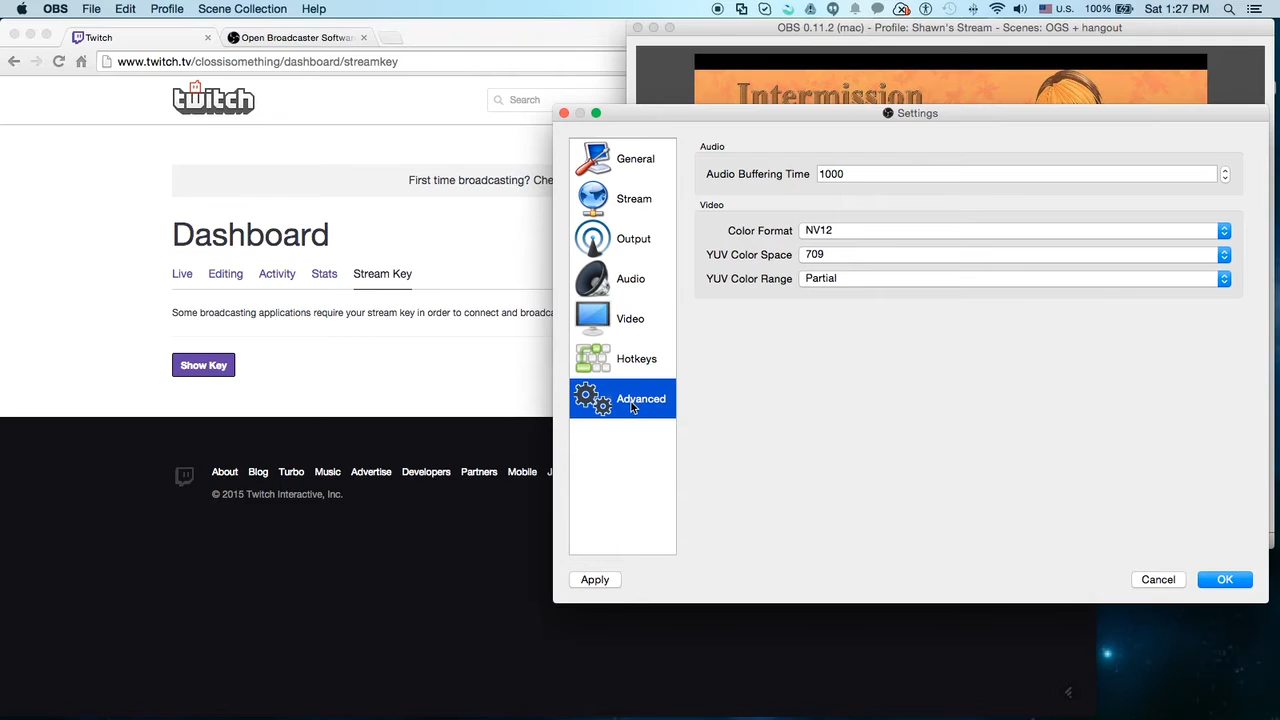 OBS File Edit Profile Scene Collection Help
U.S. 100% Sat 1:27 PM
Twitch
Open Broadcaster Softwar
OBS 0.11.2 (mac) - Profile: Shawn's Stream - Scenes: OGS + hangout
www.twitch.tv/clossisomething/dashboard/streamkey
twitch
Search
Intermission
Settings
First time broadcasting? Che
Dashboard
Live Editing Activity Stats Stream Key
Some broadcasting applications require your stream key in order to connect and broadca
Show Key
General
Stream
Output
Audio
Video
Hotkeys
Advanced
Audio
Audio Buffering Time 1000
Video
Color Format NV12
YUV Color Space 709
YUV Color Range Partial
Apply
Cancel OK
About Blog Turbo Music Advertise Developers Partners Mobile J
© 2015 Twitch Interactive, Inc.